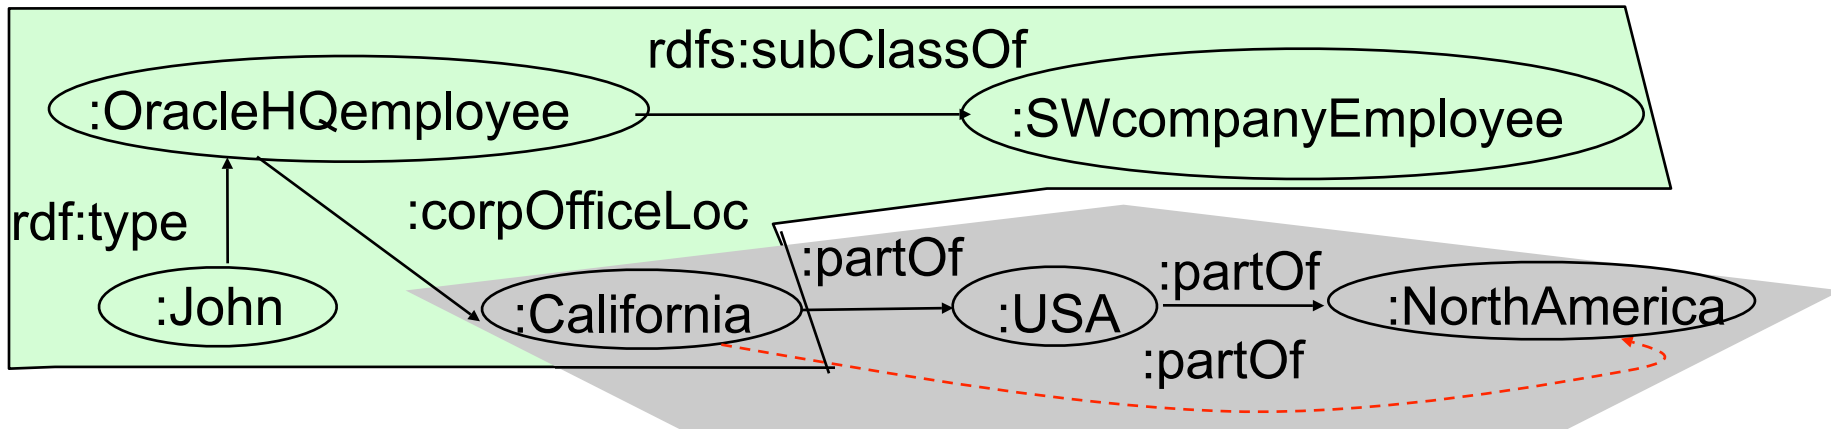 rdfs:subClassOf
:OracleHQemployee
:SWcompanyEmployee
rdf:type
:corpOfficeLoc
:partOf
:partOf
:John
:California
:USA
:NorthAmerica
:partOf